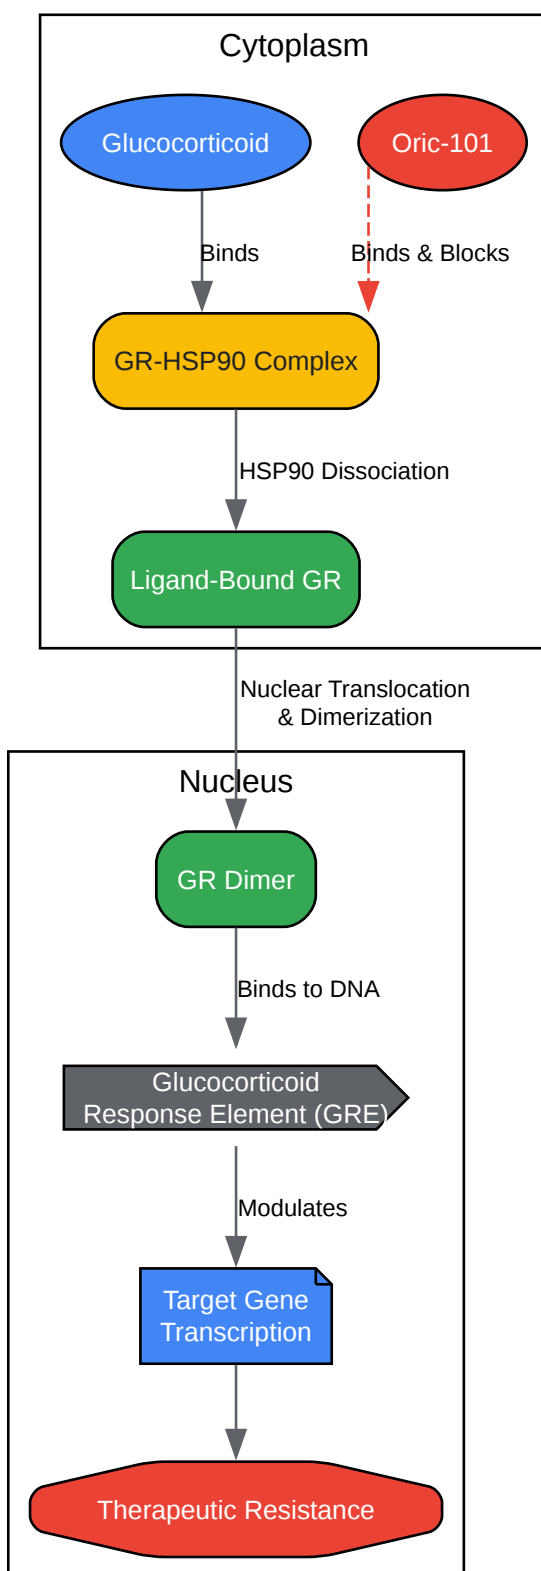 Cytoplasm
Glucocorticoid
Oric-101
Binds
Binds & Blocks
GR-HSP90 Complex
HSP90 Dissociation
Ligand-Bound GR
Nuclear Translocation
& Dimerization
Nucleus
GR Dimer
Binds to DNA
Glucocorticoid
Response Element (GRE)
Modulates
Target Gene
Transcription
Therapeutic Resistance